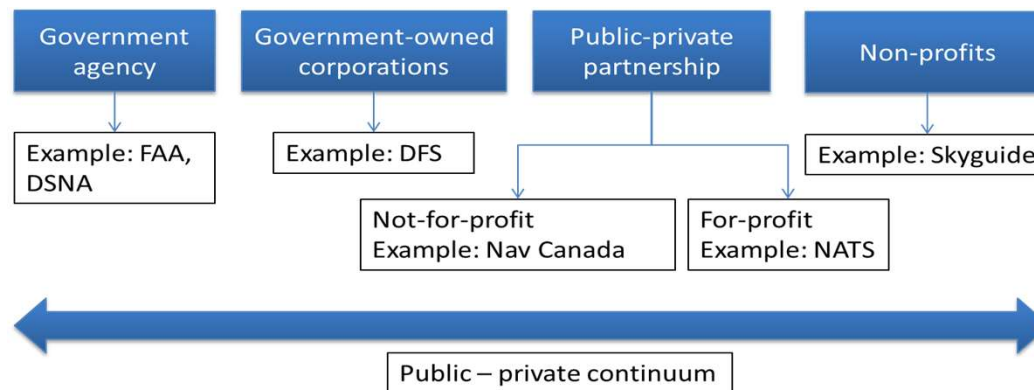 Government
agency
Government-owned
corporations
Public-private
partnership
Non-profits
Example: FAA,
DSNA
Example: DFS
Example: Skyguide
Not-for-profit
Example: Nav Canada
For-profit
Example: NATS
Public – private continuum